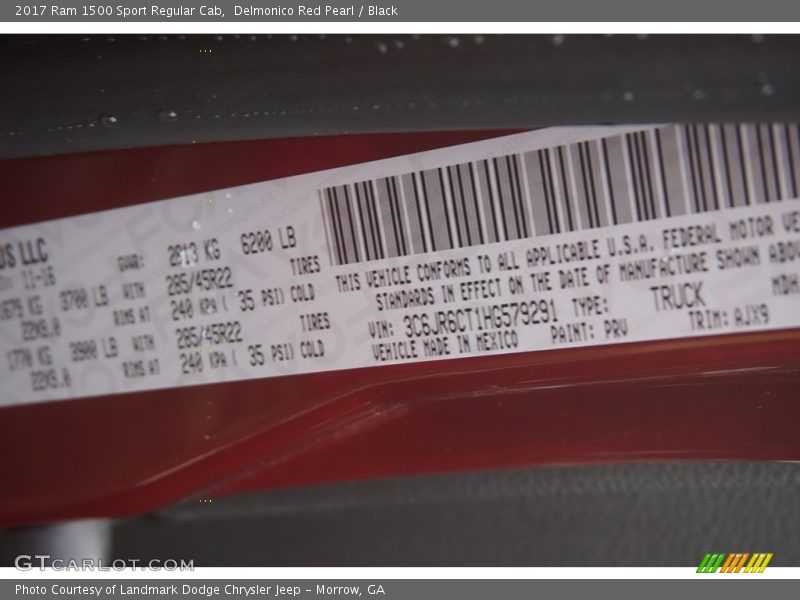 2017 Ram 1500 Sport Regular Cab, Delmonico Red Pearl / Black
US LLC
11-16
GVWR: 2813 KG 6200 LB
1675 KG 3700 LB WITH 285/45R22 TIRES
22X9.0 RIMS AT 240 KPA ( 35 PSI) COLD
1770 KG 3900 LB WITH 285/45R22 TIRES
22X9.0 RIMS AT 240 KPA ( 35 PSI) COLD
THIS VEHICLE CONFORMS TO ALL APPLICABLE U.S.A. FEDERAL MOTOR VE
STANDARDS IN EFFECT ON THE DATE OF MANUFACTURE SHOWN ABOV
VIN: 3C6JR6CT1HG579291 TYPE: TRUCK MDH:
VEHICLE MADE IN MEXICO PAINT: PRV TRIM: AJX9
GTCARLOT.COM
Photo Courtesy of Landmark Dodge Chrysler Jeep – Morrow, GA